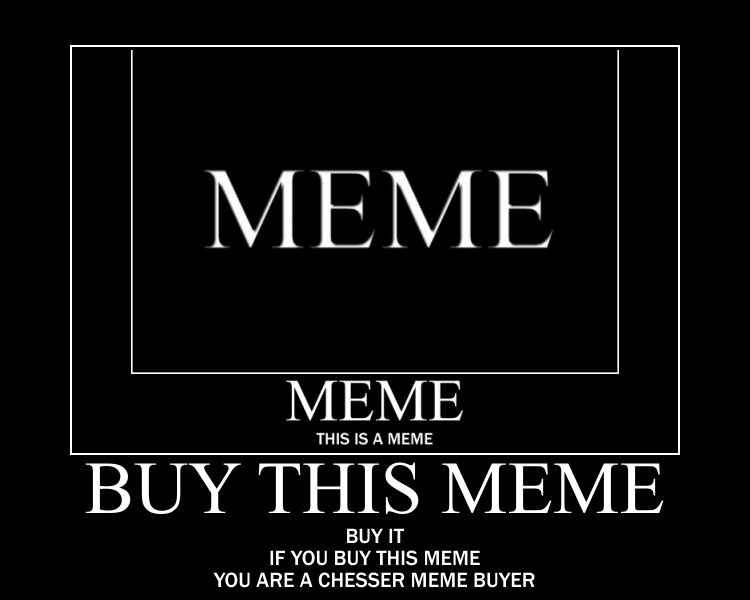 MEME
MEME
THIS IS A MEME
BUY THIS MEME
BUY IT
IF YOU BUY THIS MEME
YOU ARE A CHESSER MEME BUYER